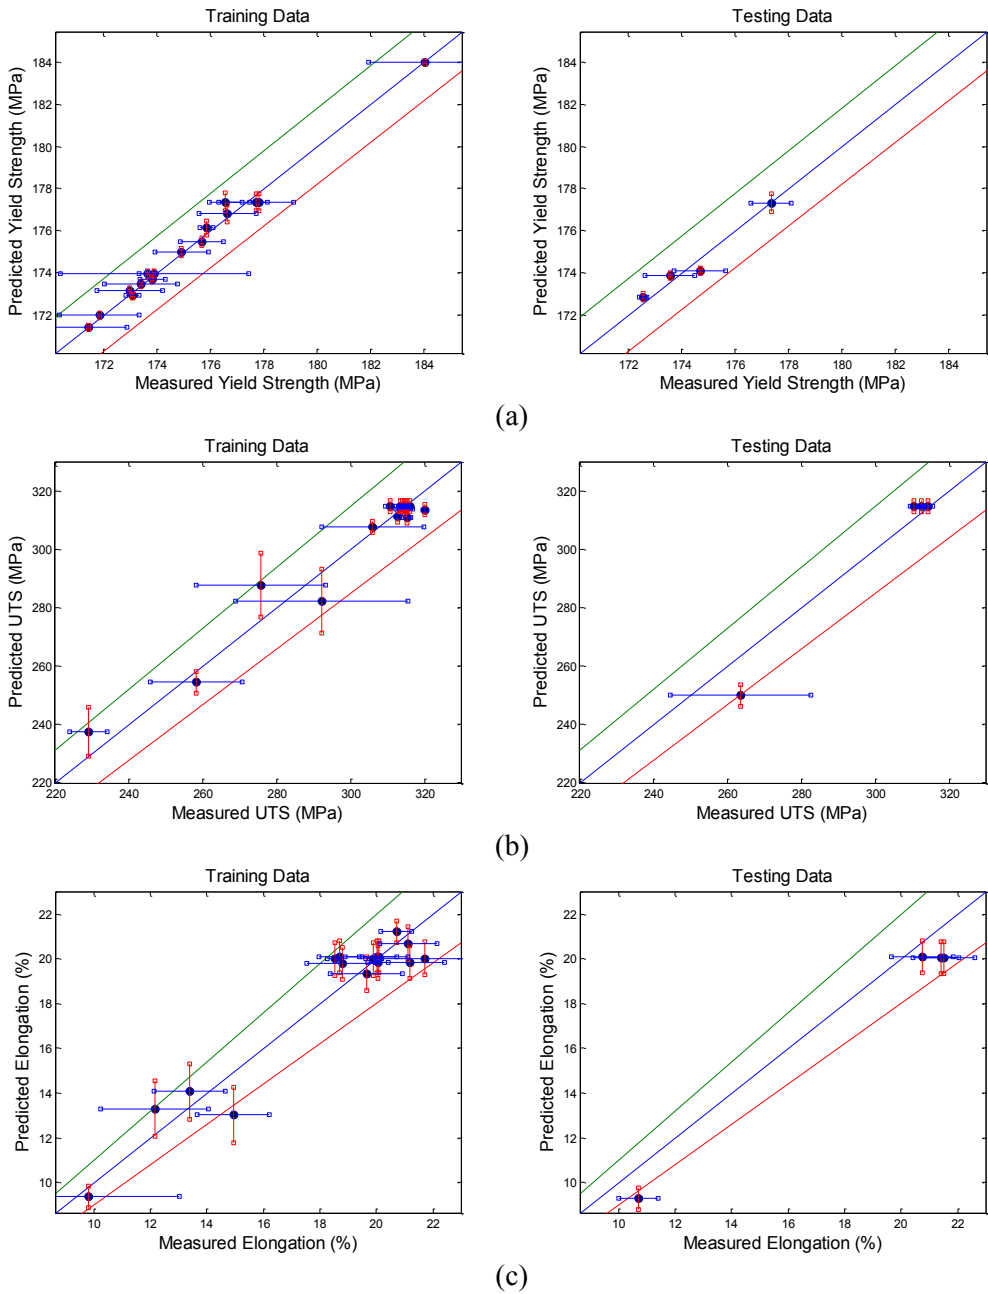 Training Data
Testing Data
Predicted Yield Strength (MPa)
184
182
180
178
176
174
172
172 174 176 178 180 182 184
Measured Yield Strength (MPa)
Predicted Yield Strength (MPa)
184
182
180
178
176
174
172
172 174 176 178 180 182 184
Measured Yield Strength (MPa)
(a)
Training Data
Testing Data
Predicted UTS (MPa)
320
300
280
260
240
220
220 240 260 280 300 320
Measured UTS (MPa)
Predicted UTS (MPa)
320
300
280
260
240
220
220 240 260 280 300 320
Measured UTS (MPa)
(b)
Training Data
Testing Data
Predicted Elongation (%)
22
20
18
16
14
12
10
10 12 14 16 18 20 22
Measured Elongation (%)
Predicted Elongation (%)
22
20
18
16
14
12
10
10 12 14 16 18 20 22
Measured Elongation (%)
(c)